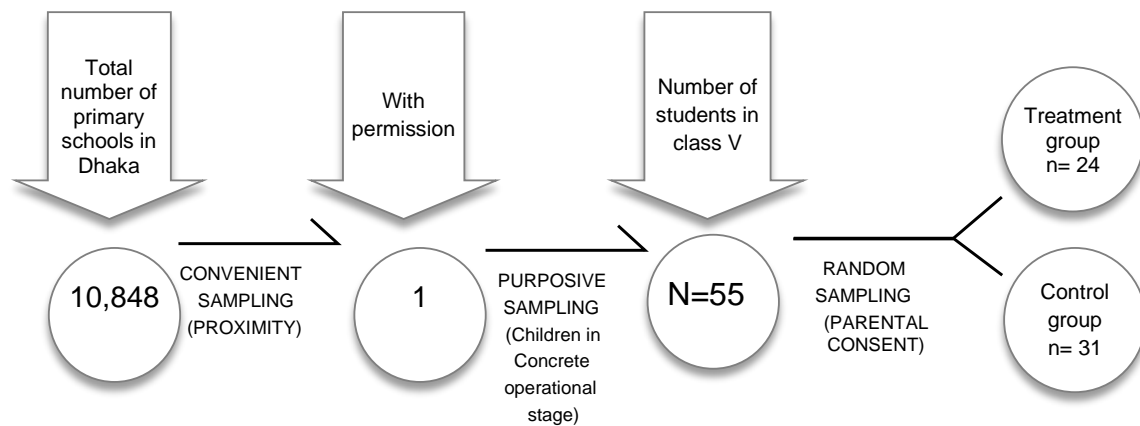 Total
number of
primary
schools in
Dhaka
With
permission
Number of
students in
class V
10,848
CONVENIENT
SAMPLING
(PROXIMITY)
1
PURPOSIVE
SAMPLING
(Children in
Concrete
operational
stage)
N=55
RANDOM
SAMPLING
(PARENTAL
CONSENT)
Treatment
group
n= 24
Control
group
n= 31